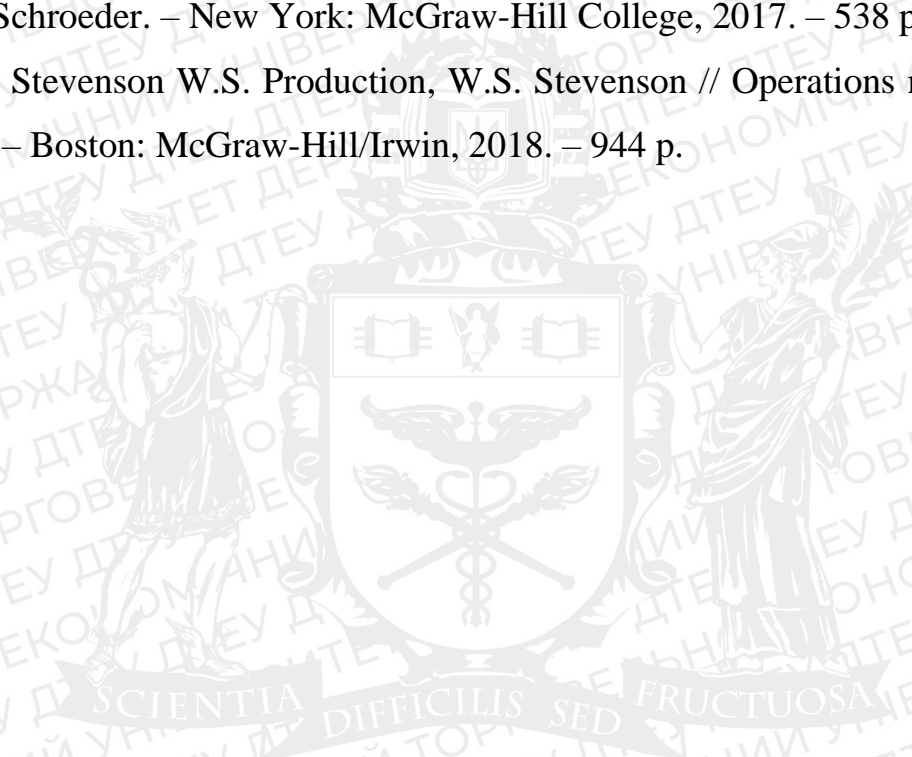 Schroeder. – New York: McGraw-Hill College, 2017. – 538 p
Stevenson W.S. Production, W.S. Stevenson // Operations
– Boston: McGraw-Hill/Irwin, 2018. – 944 p.
SCIENTIA DIFFICILIS SED FRUCTUOSA